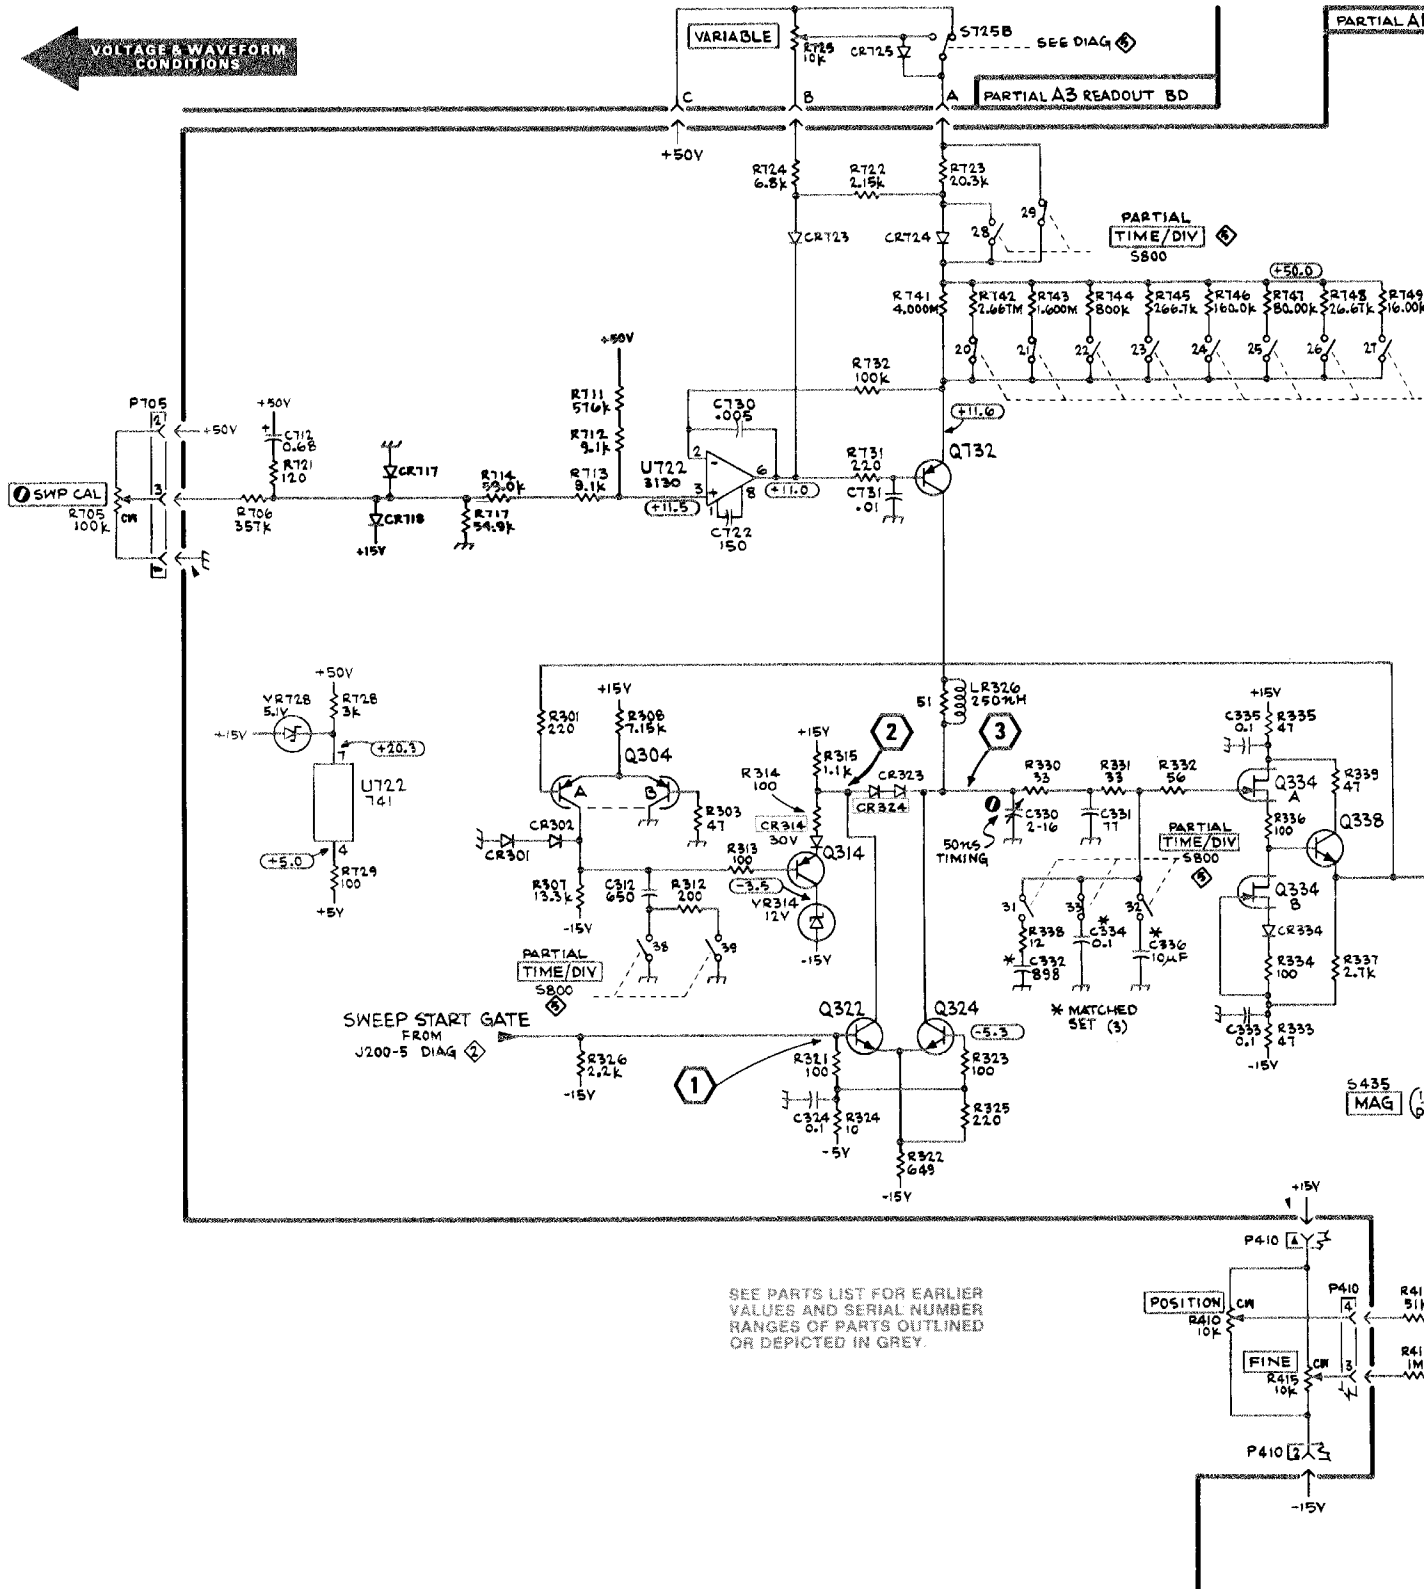 VOLTAGE & WAVEFORM
CONDITIONS
VARIABLE
R725
10K
CR725
S725B
SEE DIAG 5
PARTIAL A3 READOUT BD
C
B
A
+50V
R724
6.8K
R722
2.15K
R723
20.3K
CR723
CR724
28
29
PARTIAL
TIME/DIV 5
S800
+50.0
R741
4.000M
R742
2.667M
R743
1.600M
R744
800K
R745
266.7K
R746
160.0K
R747
80.00K
R748
26.67K
R749
16.00K
20
21
22
23
24
25
26
27
R732
100K
+11.6
Q732
+50V
R711
576K
R712
9.1K
R713
9.1K
C730
.005
U722
3130
2
3
6
8
1
+11.5
+11.0
C722
150
R731
220
C731
.01
P705
2
+50V
3
SWP CAL
R705
100K
CW
+50V
C712
0.68
R721
120
R706
357K
CR717
CR718
+15V
R714
R717
+50V
VR728
5.1V
R728
3K
+15V
7
+20.3
U722
741
4
+5.0
R729
100
+5V
+15V
R301
220
R308
7.15K
Q304
A
B
R303
47
CR301
CR302
R307
13.3K
-15V
C312
650
R312
200
38
39
PARTIAL
TIME/DIV
S800
5
R313
100
+15V
R315
1.1K
R314
100
CR314
30V
Q314
-3.5
VR314
12V
-15V
2
CR323
CR324
51
LR326
250NH
3
R330
33
R331
33
R332
56
C330
2-16
50ns
TIMING
C331
77
PARTIAL
TIME/DIV
S800
5
31
33
32
R338
12
*
C332
898
*
C334
0.1
*
C336
10µF
* MATCHED
SET (3)
+15V
C335
0.1
R335
47
Q334
A
R339
47
R336
100
Q338
Q334
B
CR334
R334
100
R337
2.7K
C333
0.1
R333
47
-15V
SWEEP START GATE
FROM
J200-5 DIAG 2
R326
2.2K
-15V
1
Q322
Q324
-5.3
R321
100
R323
100
C324
0.1
R324
10
-5V
R325
220
R322
649
-15V
S435
MAG
+15V
P410
POSITION
CW
R410
10K
P410
4
FINE
CW
R415
10K
3
P410 2
-15V
SEE PARTS LIST FOR EARLIER
VALUES AND SERIAL NUMBER
RANGES OF PARTS OUTLINED
OR DEPICTED IN GREY.